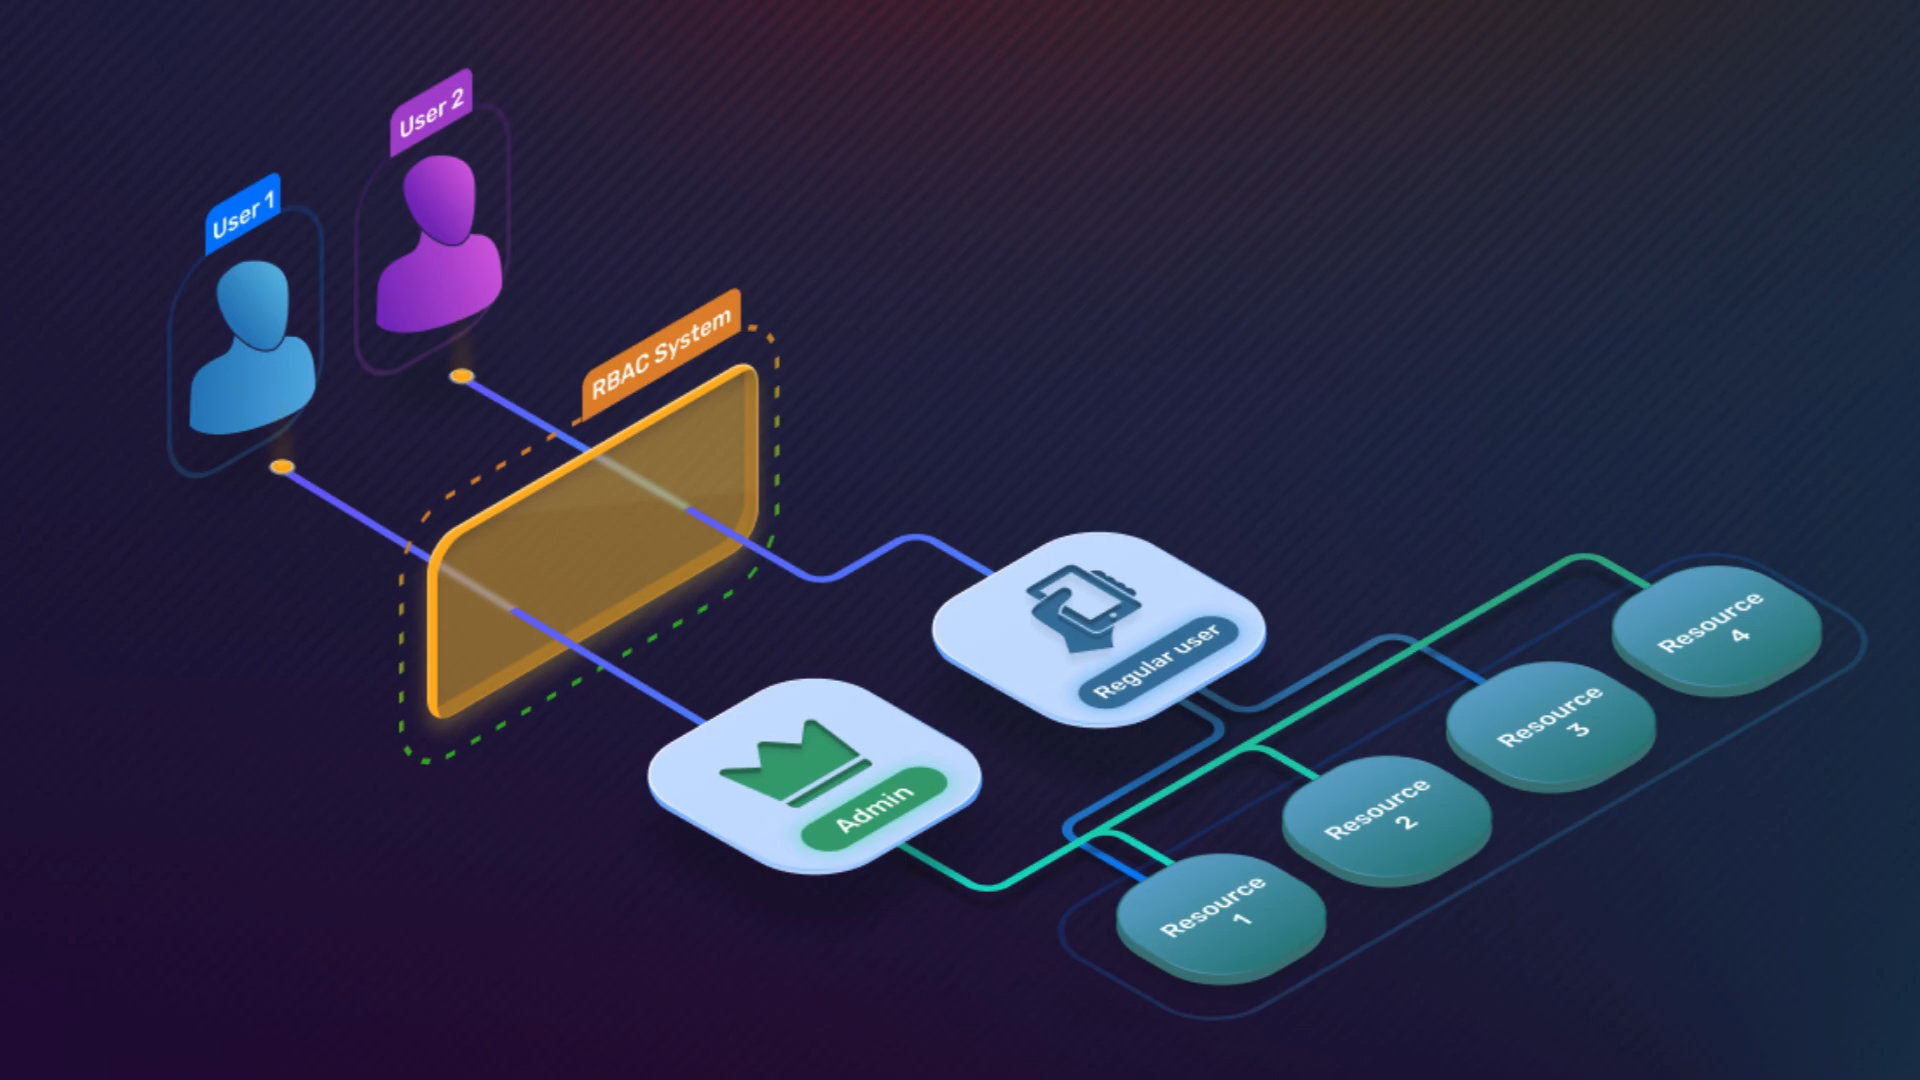 User 2
User 1
RBAC System
Regular user
Admin
Resource
4
Resource
3
Resource
2
Resource
1